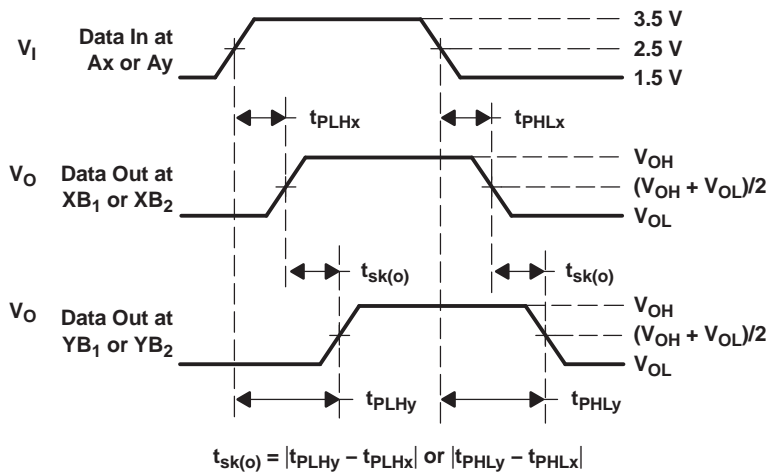 3.5 V
V_I Data In at
Ax or Ay
2.5 V
1.5 V
t_PLHx t_PHLx
V_O Data Out at
XB_1 or XB_2
V_OH
(V_OH + V_OL)/2
V_OL
t_sk(o) t_sk(o)
V_O Data Out at
YB_1 or YB_2
V_OH
(V_OH + V_OL)/2
V_OL
t_PLHy t_PHLy
t_sk(o) = |t_PLHy – t_PLHx| or |t_PHLy – t_PHLx|